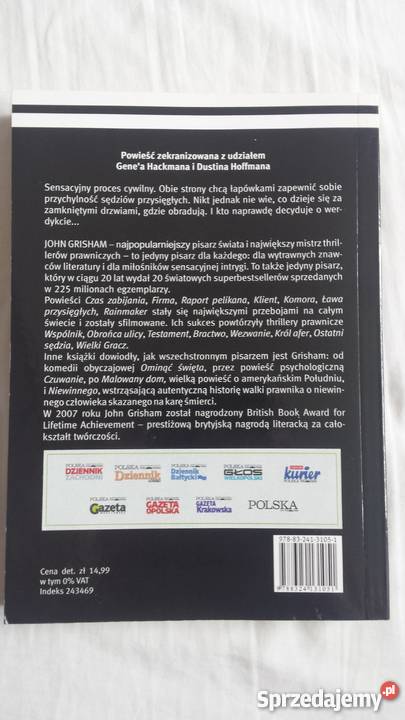 Powieść zekranizowana z udziałem
Gene'a Hackmana i Dustina Hoffmana
Sensacyjny proces cywilny. Obie strony chcą łapówkami zapewnić sobie
przychylność sędziów przysięgłych. Nikt jednak nie wie, co dzieje się za
zamkniętymi drzwiami, gdzie obradują. I kto naprawdę decyduje o wer-
dykcie...
JOHN GRISHAM – najpopularniejszy pisarz świata i największy mistrz thril-
lerów prawniczych – to jedyny pisarz dla każdego: dla wytrawnych znaw-
ców literatury i dla miłośników sensacyjnej intrygi. To także jedyny pisarz,
który w ciągu 20 lat wydał 20 światowych superbestsellerów sprzedanych
w 225 milionach egzemplarzy.
Powieści Czas zabijania, Firma, Raport pelikana, Klient, Komora, Ława
przysięgłych, Rainmaker stały się największymi przebojami na całym
świecie i zostały sfilmowane. Ich sukces powtórzyły thrillery prawnicze
Wspólnik, Obrońca ulicy, Testament, Bractwo, Wezwanie, Król afer, Ostatni
sędzia, Wielki Gracz.
Inne książki dowiodły, jak wszechstronnym pisarzem jest Grisham: od
komedii obyczajowej Ominąć święta, przez powieść psychologiczną
Czuwanie, po Malowany dom, wielką powieść o amerykańskim Południu,
i Niewinnego, wstrząsającą autentyczną historię walki prawnika o niewin-
nego człowieka skazanego na karę śmierci.
W 2007 roku John Grisham został nagrodzony British Book Award for
Lifetime Achievement – prestiżową brytyjską nagrodą literacką za cało-
kształt twórczości.
POLSKA DZIENNIK ZACHODNI
POLSKA Dziennik
POLSKA Dziennik Bałtycki
POLSKA GŁOS WIELKOPOLSKI
kurier
POLSKA Gazeta
POLSKA GAZETA OPOLSKA
POLSKA GAZETA Krakowska
POLSKA
978-83-241-3105-1
9 788324 131051
Cena det. zł 14,99
w tym 0% VAT
Indeks 243469
Sprzedajemy.pl